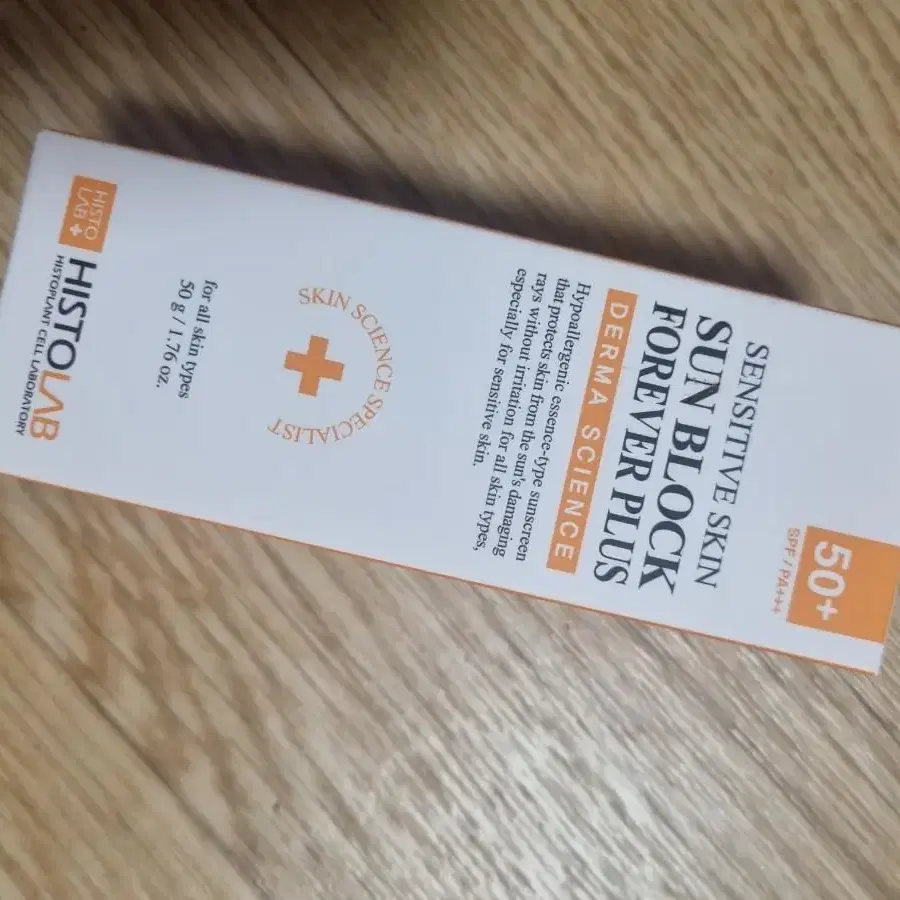 50+
SPF / PA+++
SENSITIVE SKIN
SUN BLOCK
FOREVER PLUS
DERMA SCIENCE
Hypoallergenic essence-type sunscreen
that protects skin from the sun's damaging
rays without irritation for all skin types,
especially for sensitive skin.
SKIN SCIENCE SPECIALIST
for all skin types
50 g / 1.76 oz.
HISTO
LAB +
HISTOLAB
HISTOPLANT CELL LABORATORY